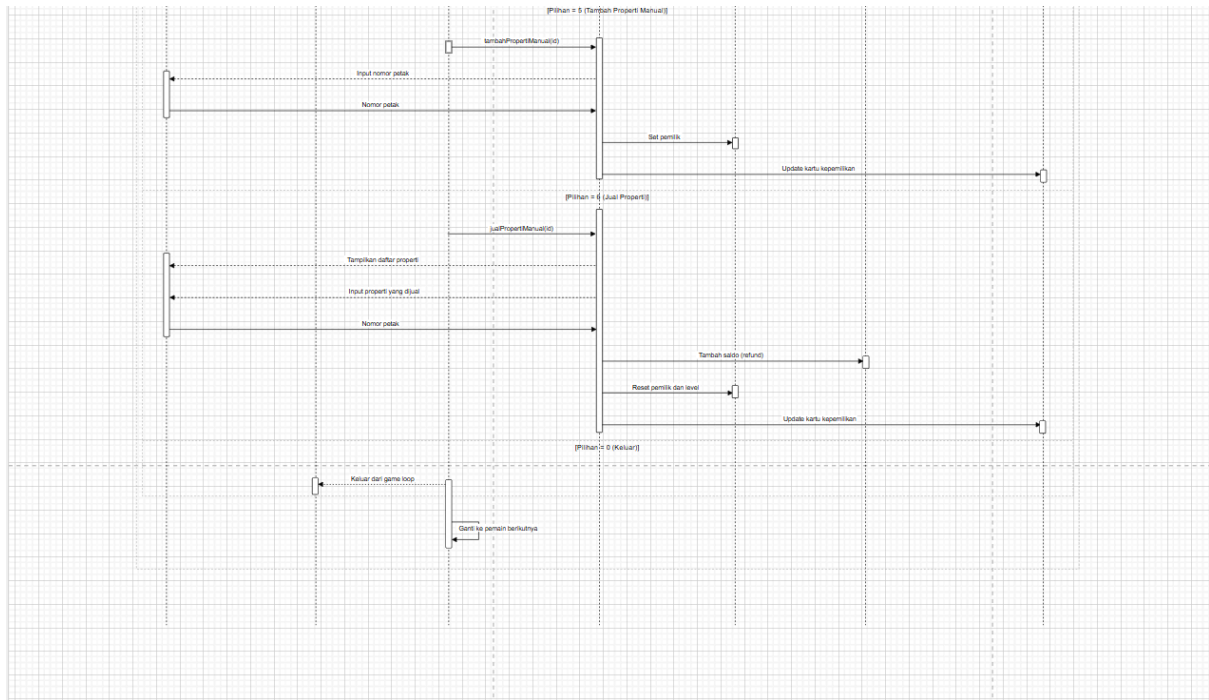 [Pilihan = 5 (Tambah Properti Manual)]
tambahPropertiManual(id)
Input nomor petak
Nomor petak
Set pemilik
Update kartu kepemilikan
[Pilihan = 6 (Jual Properti)]
jualPropertiManual(id)
Tampilkan daftar properti
Input properti yang dijual
Nomor petak
Tambah saldo (refund)
Reset pemilik dan level
Update kartu kepemilikan
[Pilihan = 0 (Keluar)]
Keluar dari game loop
Ganti ke pemain berikutnya